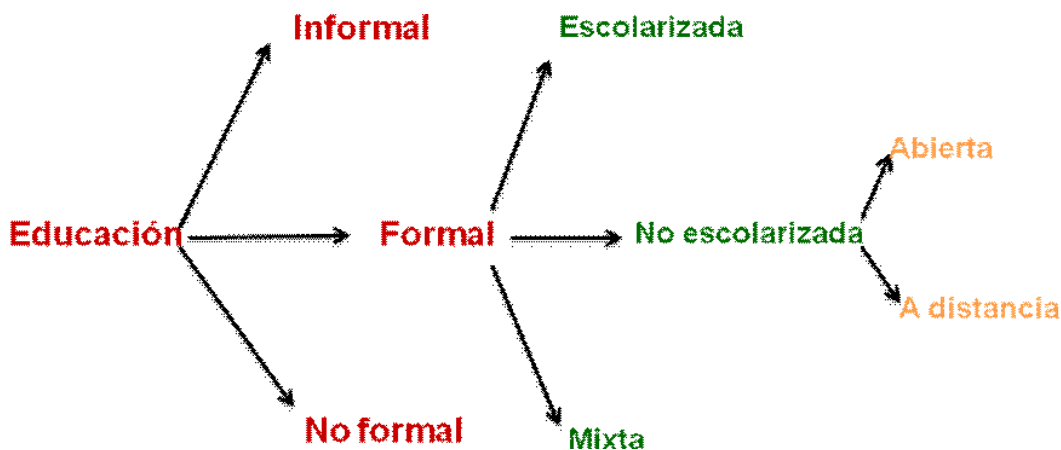 Informal
Escolarizada
Abierta
Educación
Formal
No escolarizada
A distancia
No formal
Mixta